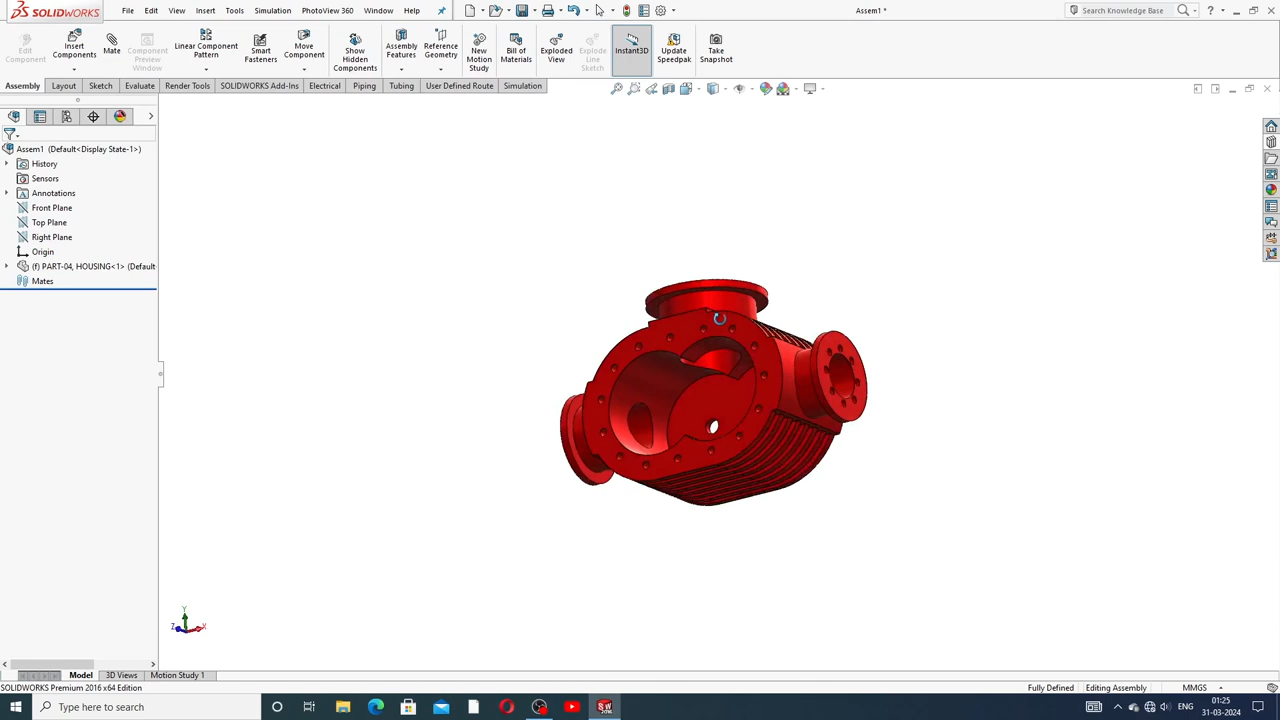 SOLIDWORKS
File Edit View Insert Tools Simulation PhotoView 360 Window Help
Assem1 *
Search Knowledge Base
Edit Component
Insert Components
Mate
Component Preview Window
Linear Component Pattern
Smart Fasteners
Move Component
Show Hidden Components
Assembly Features
Reference Geometry
New Motion Study
Bill of Materials
Exploded View
Explode Line Sketch
Instant3D
Update Speedpak
Take Snapshot
Assembly Layout Sketch Evaluate Render Tools SOLIDWORKS Add-Ins Electrical Piping Tubing User Defined Route Simulation
Assem1 (Default<Display State-1>)
History
Sensors
Annotations
Front Plane
Top Plane
Right Plane
Origin
(f) PART-04, HOUSING<1> (Default
Mates
Y
Z X
Model 3D Views Motion Study 1
SOLIDWORKS Premium 2016 x64 Edition
Fully Defined Editing Assembly MMGS
Type here to search
ENG
01:25
31-03-2024